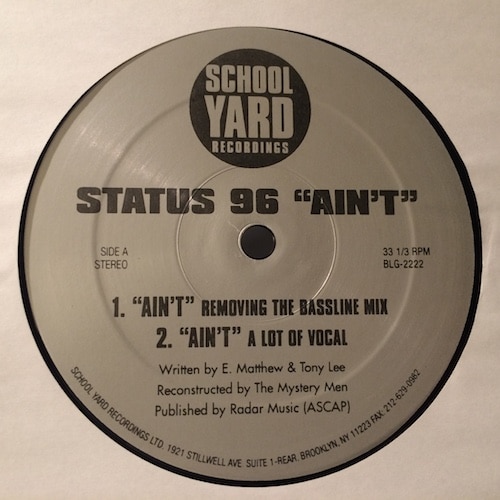 SCHOOL
YARD
RECORDINGS
STATUS 96 “AIN'T”
SIDE A
STEREO
33 1/3 RPM
BLG-2222
1. “AIN'T” REMOVING THE BASSLINE MIX
2. “AIN'T” A LOT OF VOCAL
Written by E. Matthew & Tony Lee
Reconstructed by The Mystery Men
Published by Radar Music (ASCAP)
SCHOOL YARD RECORDINGS LTD. 1921 STILLWELL AVE SUITE 1-REAR. BROOKLYN, NY 11223 FAX 212-629-0982